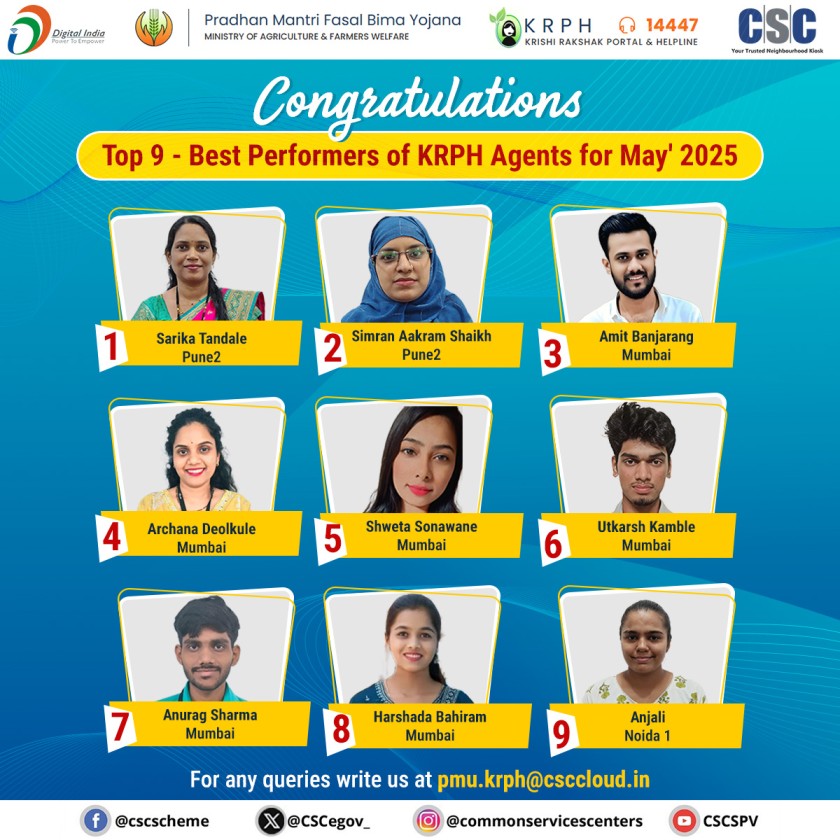 Digital India
Power To Empower
Pradhan Mantri Fasal Bima Yojana
MINISTRY OF AGRICULTURE & FARMERS WELFARE
KRPH
14447
KRISHI RAKSHAK PORTAL & HELPLINE
CSC
Your Trusted Neighbourhood Kiosk
Congratulations
Top 9 - Best Performers of KRPH Agents for May' 2025
1
Sarika Tandale
Pune2
2
Simran Aakram Shaikh
Pune2
3
Amit Banjarang
Mumbai
4
Archana Deolkule
Mumbai
5
Shweta Sonawane
Mumbai
6
Utkarsh Kamble
Mumbai
7
Anurag Sharma
Mumbai
8
Harshada Bahiram
Mumbai
9
Anjali
Noida 1
For any queries write us at pmu.krph@csccloud.in
@cscscheme
@CSCegov_
@commonservicescenters
CSCSPV